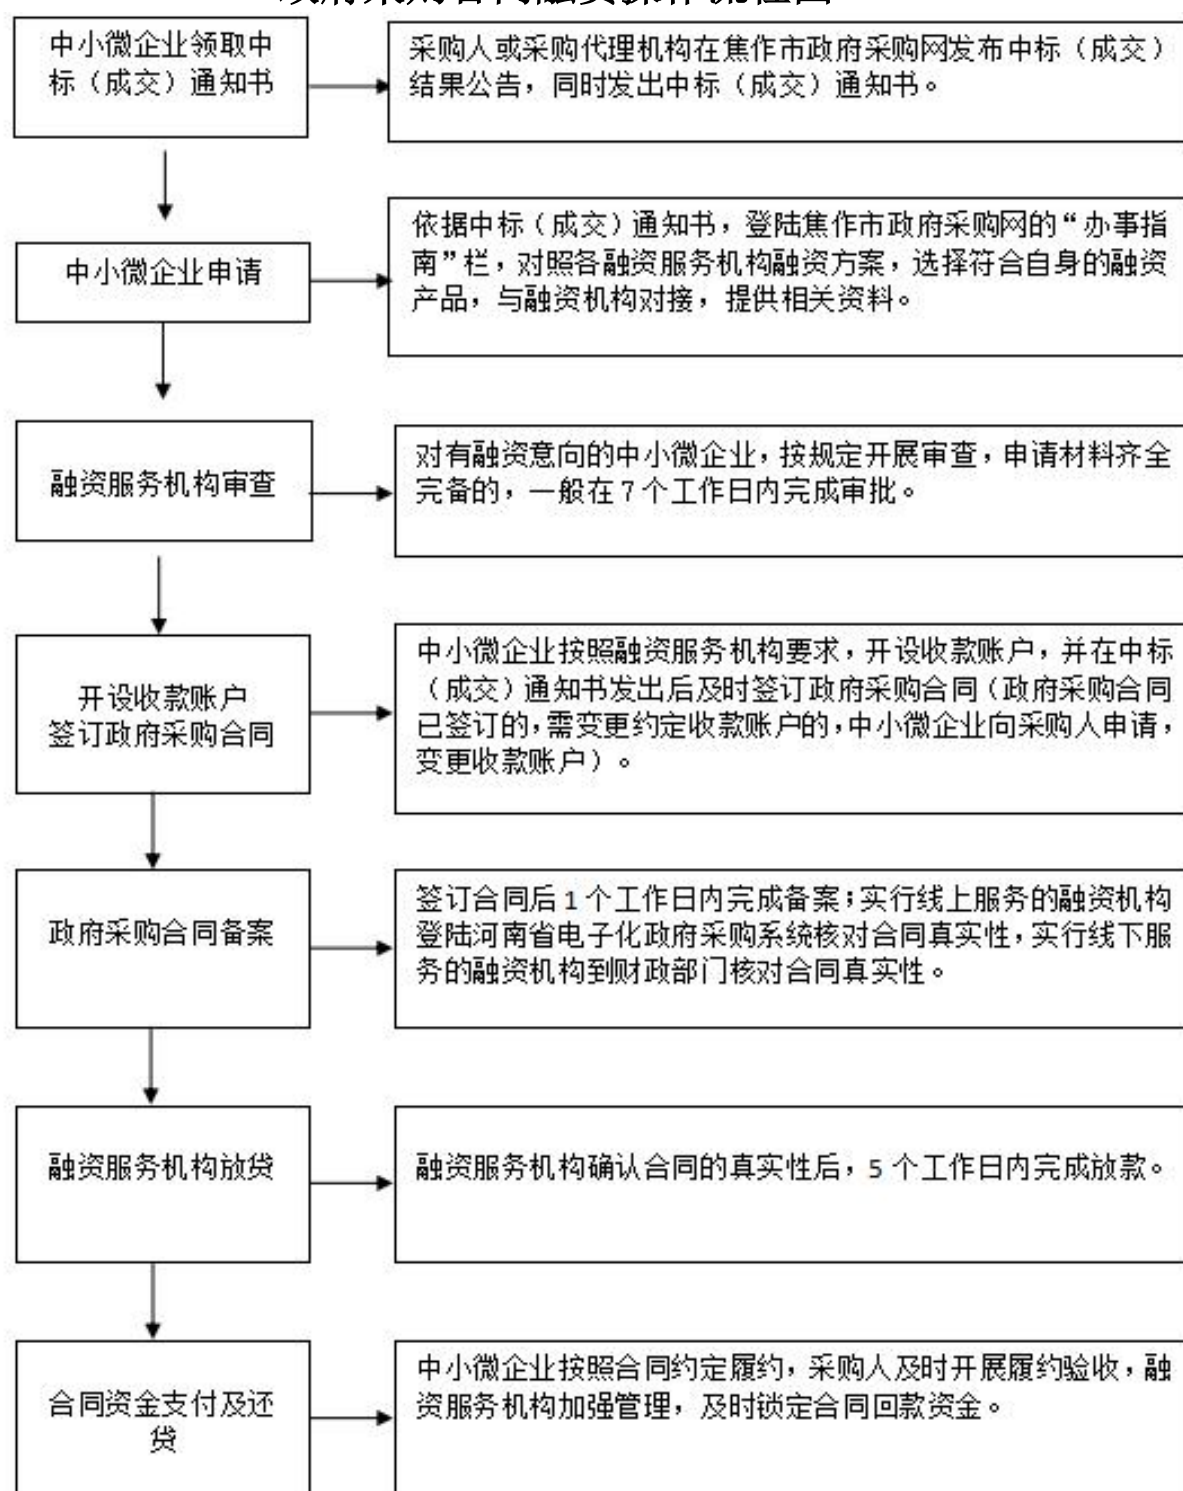 政府采购合同融资操作流程图
中小微企业领取中
标（成交）通知书
采购人或采购代理机构在焦作市政府采购网发布中标（成交）
结果公告，同时发出中标（成交）通知书。
中小微企业申请
依据中标（成交）通知书，登陆焦作市政府采购网的“办事指
南”栏，对照各融资服务机构融资方案，选择符合自身的融资
产品，与融资机构对接，提供相关资料。
融资服务机构审查
对有融资意向的中小微企业，按规定开展审查，申请材料齐全
完备的，一般在7个工作日内完成审批。
开设收款账户
签订政府采购合同
中小微企业按照融资服务机构要求，开设收款账户，并在中标
（成交）通知书发出后及时签订政府采购合同（政府采购合同
已签订的，需变更约定收款账户的，中小微企业向采购人申请，
变更收款账户）。
政府采购合同备案
签订合同后1个工作日内完成备案；实行线上服务的融资机构
登陆河南省电子化政府采购系统核对合同真实性，实行线下服
务的融资机构到财政部门核对合同真实性。
融资服务机构放贷
融资服务机构确认合同的真实性后，5个工作日内完成放款。
合同资金支付及还
贷
中小微企业按照合同约定履约，采购人及时开展履约验收，融
资服务机构加强管理，及时锁定合同回款资金。